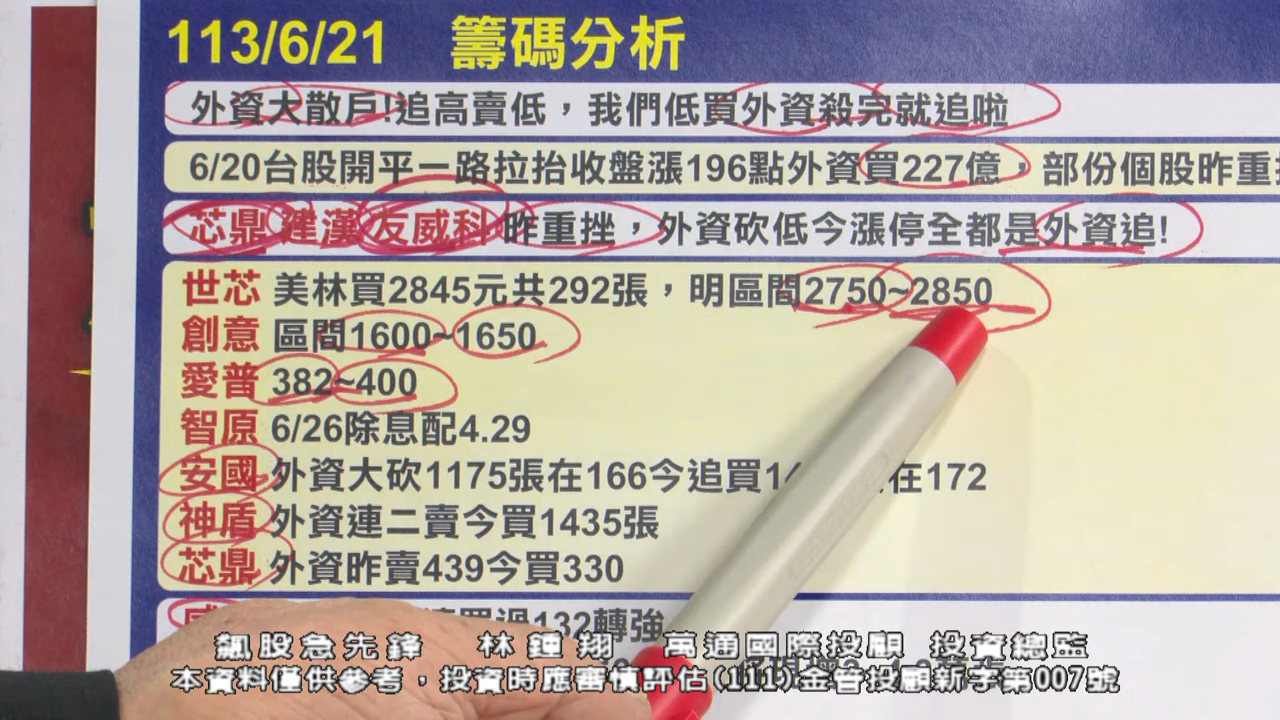 113/6/21 籌碼分析
外資大散戶!追高賣低，我們低買外資殺完就追啦
6/20台股開平一路拉抬收盤漲196點外資買227億，部份個股昨重
芯鼎 建漢 友威科 昨重挫，外資砍低今漲停全都是外資追!
世芯 美林買2845元共292張，明區間2750~2850
創意 區間1600~1650
愛普 382~400
智原 6/26除息配4.29
安國 外資大砍1175張在166今追買14 在172
神盾 外資連二賣今買1435張
芯鼎 外資昨賣439今買330
買過132轉強
飆股急先鋒 林鍾翔 萬通國際投顧 投資總監
本資料僅供參考，投資時應審慎評估(111)金管投顧新字第007號